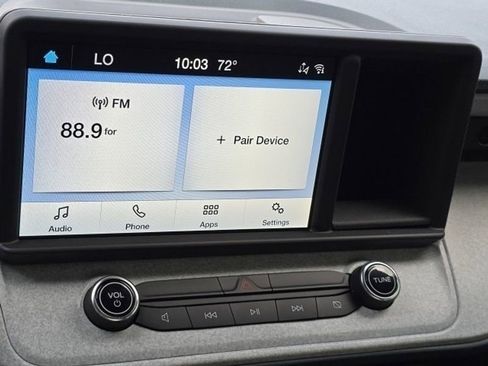 LO 10:03 72°
FM
88.9 for
+ Pair Device
Audio Phone Apps Settings
VOL
TUNE